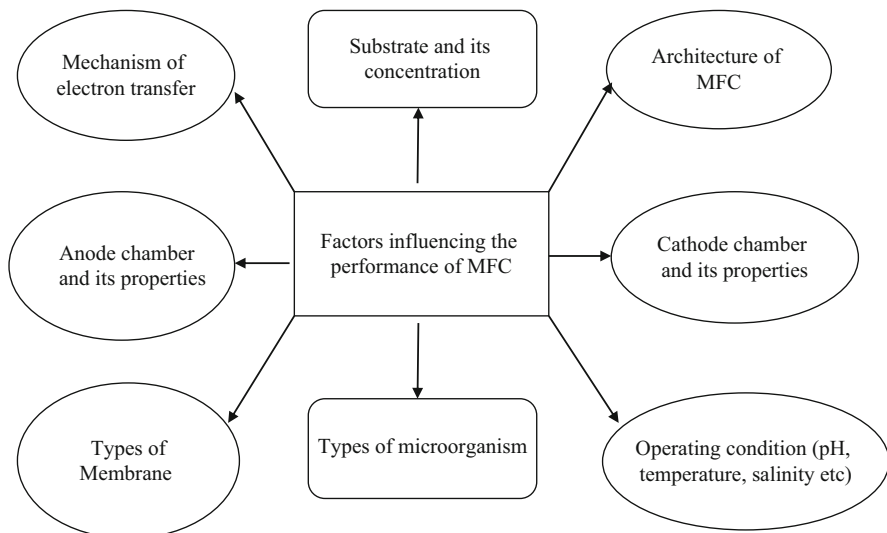 Mechanism of
electron transfer
Substrate and its
concentration
Architecture of
MFC
Anode chamber
and its properties
Factors influencing the
performance of MFC
Cathode chamber
and its properties
Types of
Membrane
Types of microorganism
Operating condition (pH,
temperature, salinity etc)